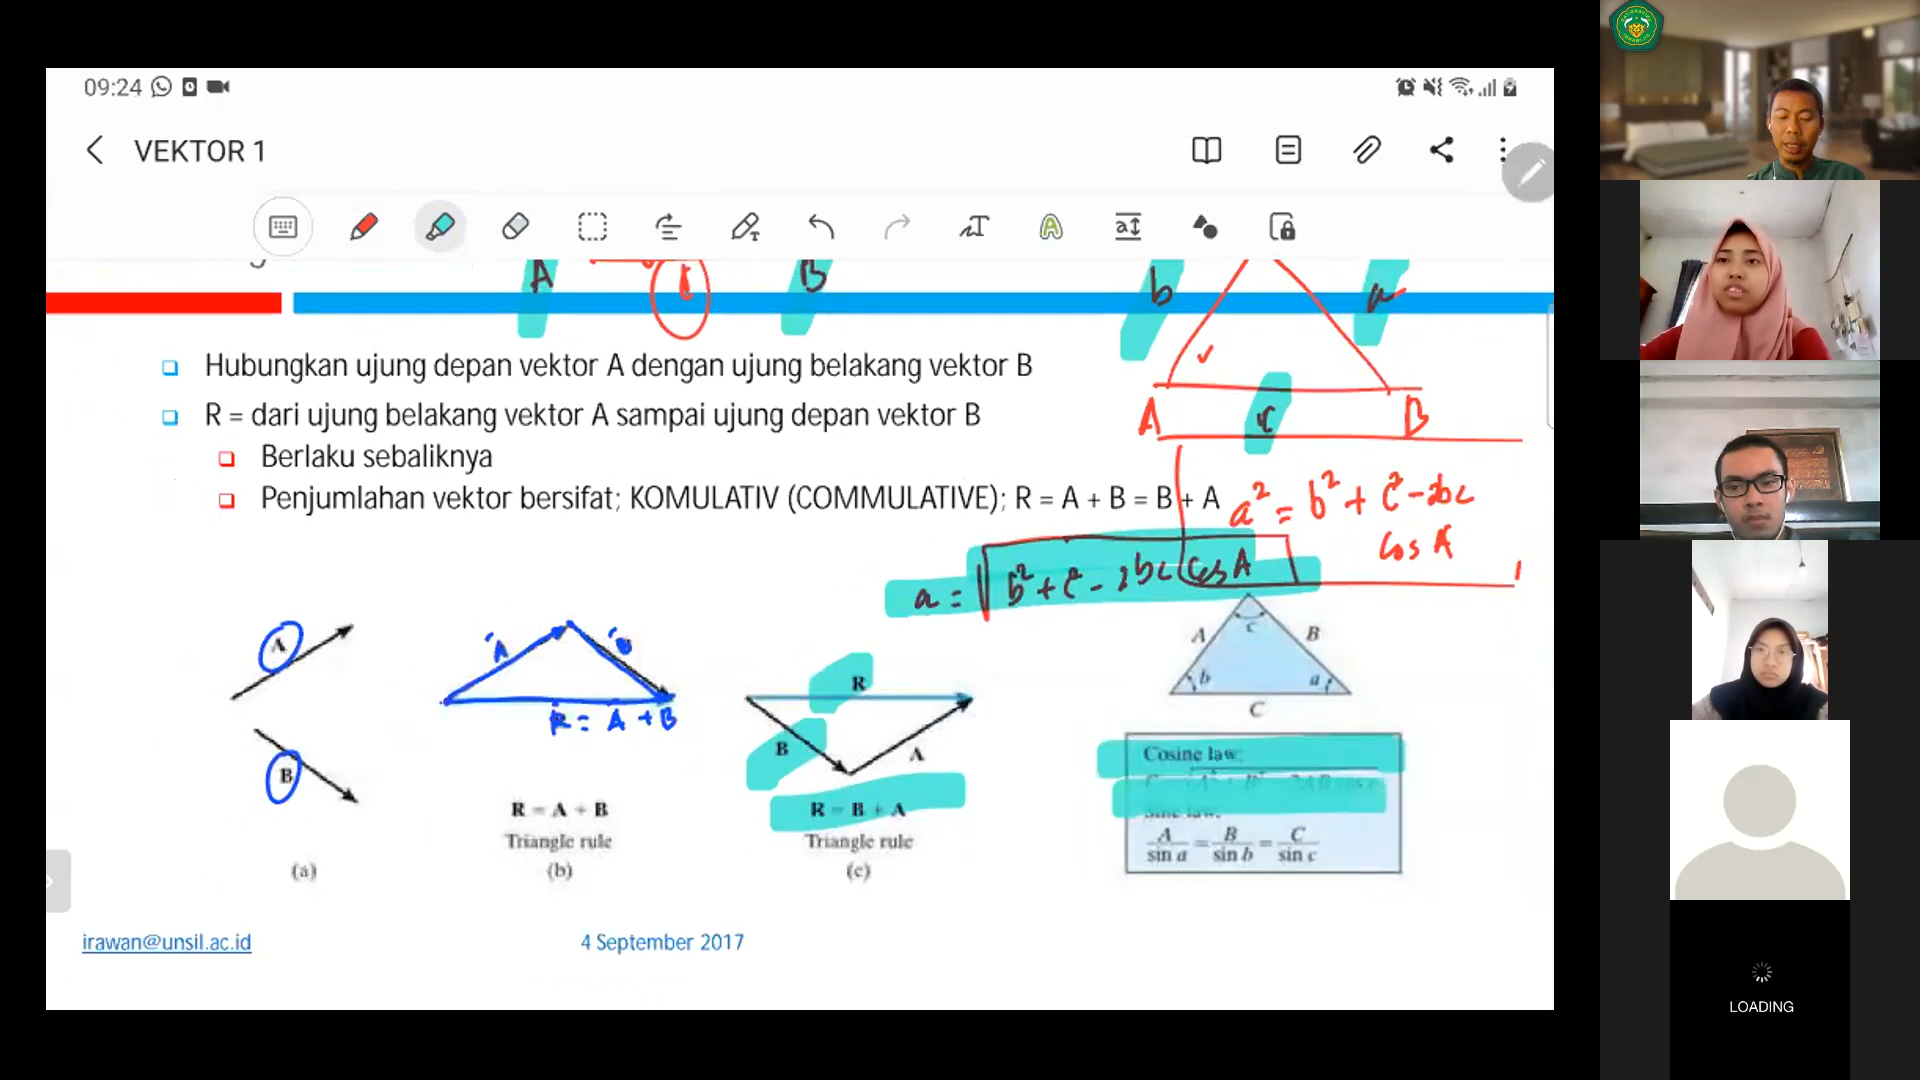 09:24
VEKTOR 1
A B b a
Hubungkan ujung depan vektor A dengan ujung belakang vektor B
R = dari ujung belakang vektor A sampai ujung depan vektor B
A c B
Berlaku sebaliknya
Penjumlahan vektor bersifat; KOMULATIV (COMMULATIVE); R = A + B = B + A
a² = b² + c² - 2bc
cos A
a = √b² + c² - 2bc cos A
A
A B
R = A + B
R
B A
B
A B
c
b a
C
R = A + B
Triangle rule
(b)
R = B + A
Triangle rule
(c)
(a)
Cosine law:
Sine law:
A/sin a = B/sin b = C/sin c
irawan@unsil.ac.id
4 September 2017
LOADING